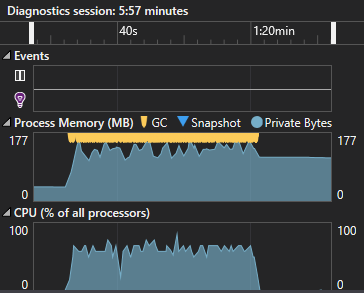 Diagnostics session: 5:57 minutes
40s 1:20min
Events
Process Memory (MB) GC Snapshot Private Bytes
177 177
0 0
CPU (% of all processors)
100 100
0 0